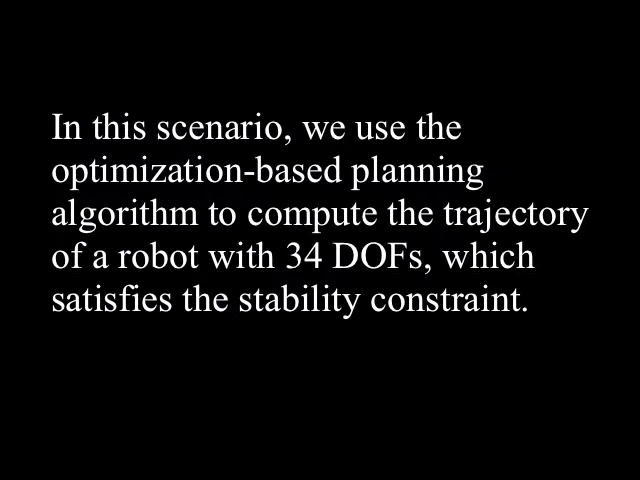 In this scenario, we use the
optimization-based planning
algorithm to compute the trajectory
of a robot with 34 DOFs, which
satisfies the stability constraint.